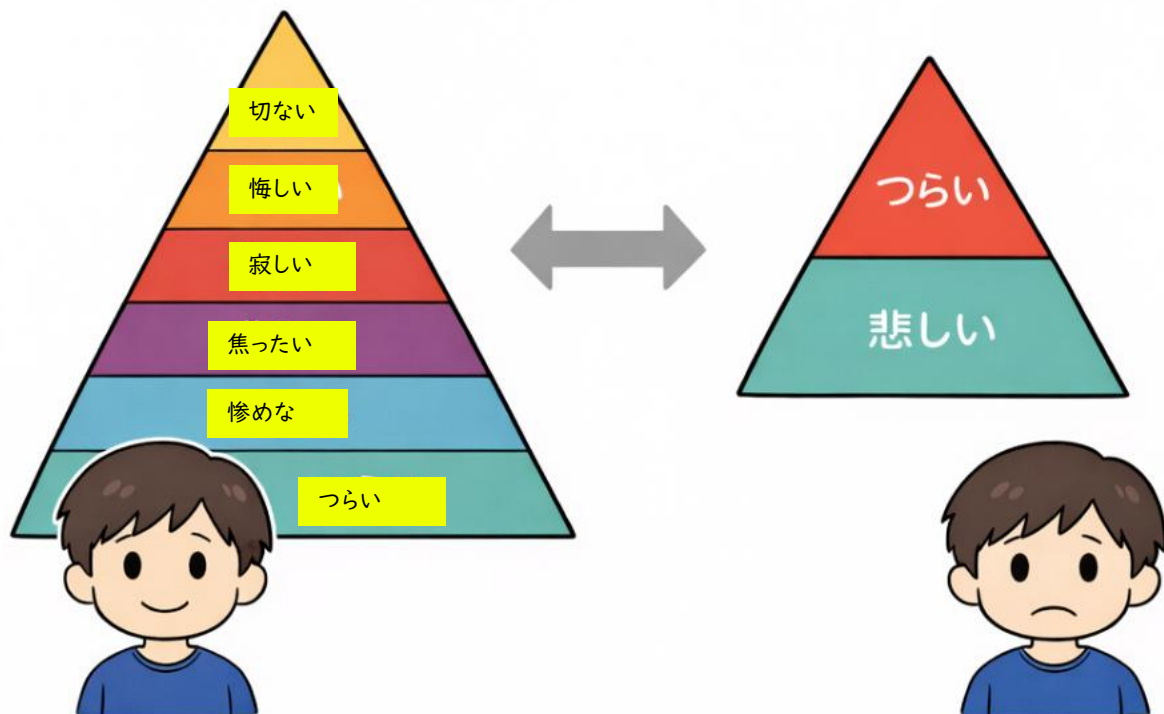 切ない
悔しい
寂しい
焦ったい
惨めな
つらい
つらい
悲しい